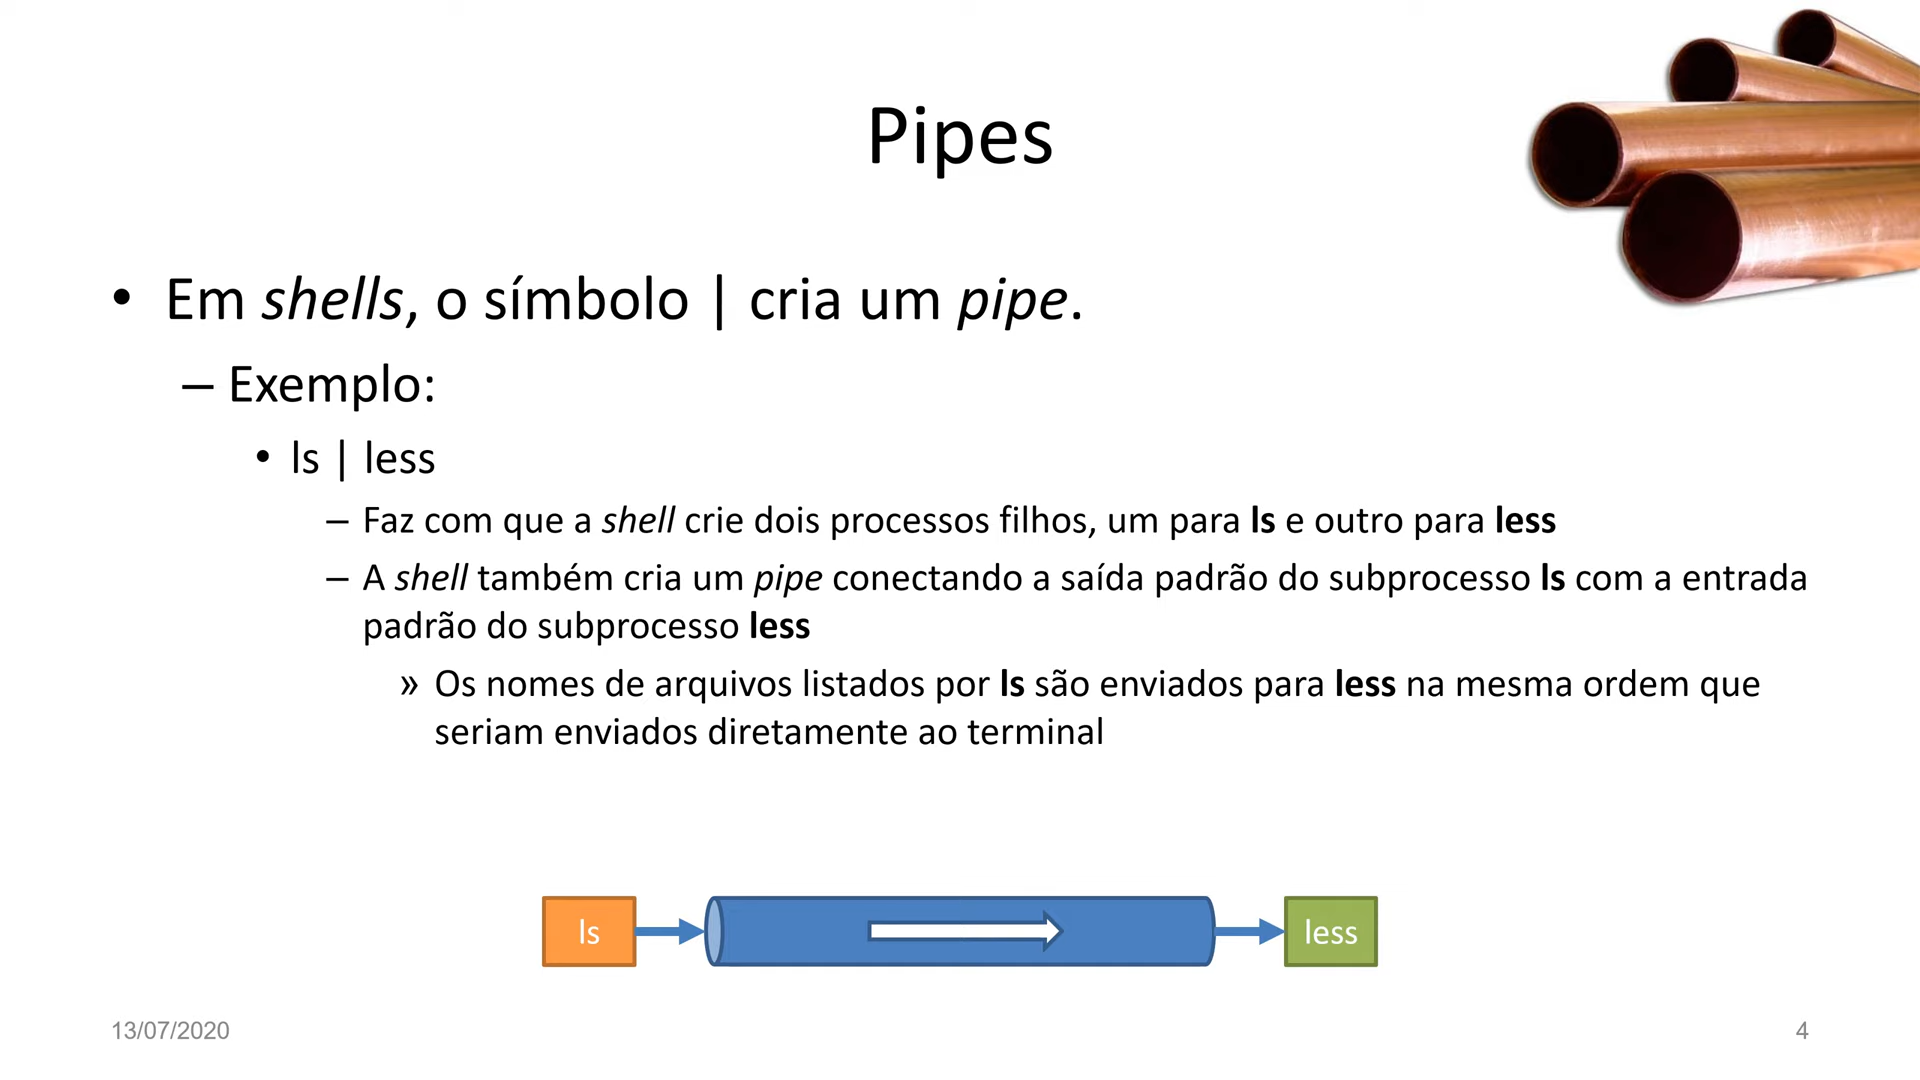 Pipes
• Em shells, o símbolo | cria um pipe.
– Exemplo:
• ls | less
– Faz com que a shell crie dois processos filhos, um para ls e outro para less
– A shell também cria um pipe conectando a saída padrão do subprocesso ls com a entrada
padrão do subprocesso less
» Os nomes de arquivos listados por ls são enviados para less na mesma ordem que
seriam enviados diretamente ao terminal
ls
less
13/07/2020
4